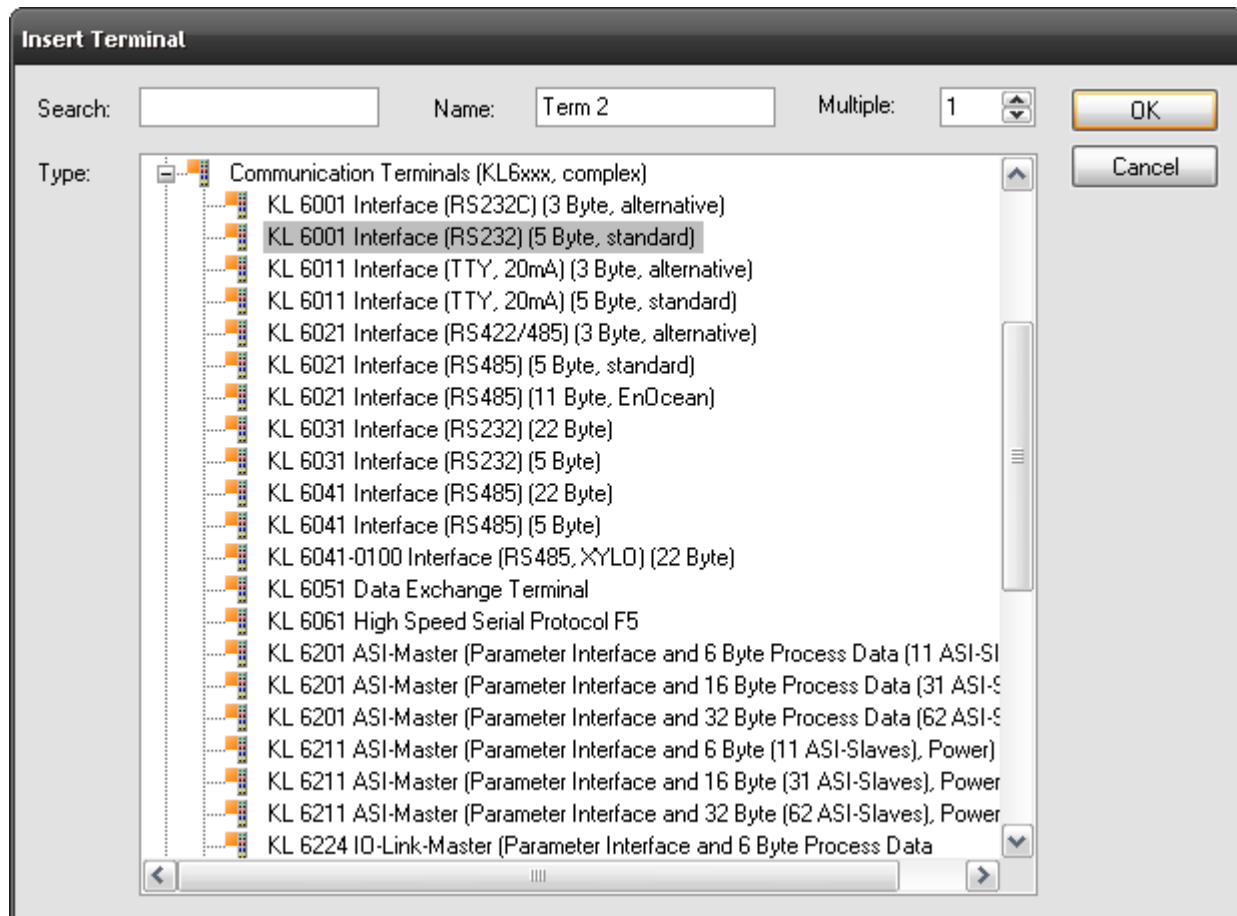 Insert Terminal
Search: Name: Term 2 Multiple: 1 OK
Type: Cancel
Communication Terminals (KL6xxx, complex)
KL 6001 Interface (RS232C) (3 Byte, alternative)
KL 6001 Interface (RS232) (5 Byte, standard)
KL 6011 Interface (TTY, 20mA) (3 Byte, alternative)
KL 6011 Interface (TTY, 20mA) (5 Byte, standard)
KL 6021 Interface (RS422/485) (3 Byte, alternative)
KL 6021 Interface (RS485) (5 Byte, standard)
KL 6021 Interface (RS485) (11 Byte, EnOcean)
KL 6031 Interface (RS232) (22 Byte)
KL 6031 Interface (RS232) (5 Byte)
KL 6041 Interface (RS485) (22 Byte)
KL 6041 Interface (RS485) (5 Byte)
KL 6041-0100 Interface (RS485, XYLO) (22 Byte)
KL 6051 Data Exchange Terminal
KL 6061 High Speed Serial Protocol F5
KL 6201 ASI-Master (Parameter Interface and 6 Byte Process Data (11 ASI-Sl
KL 6201 ASI-Master (Parameter Interface and 16 Byte Process Data (31 ASI-S
KL 6201 ASI-Master (Parameter Interface and 32 Byte Process Data (62 ASI-S
KL 6211 ASI-Master (Parameter Interface and 6 Byte (11 ASI-Slaves), Power)
KL 6211 ASI-Master (Parameter Interface and 16 Byte (31 ASI-Slaves), Power
KL 6211 ASI-Master (Parameter Interface and 32 Byte (62 ASI-Slaves), Power
KL 6224 IO-Link-Master (Parameter Interface and 6 Byte Process Data